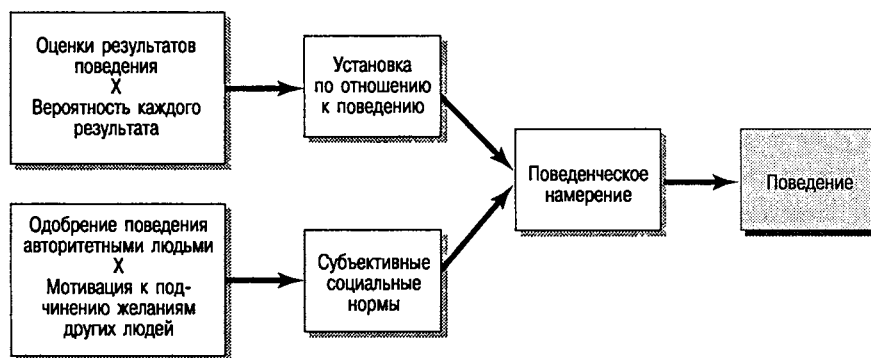 Оценки результатов
поведения
X
Вероятность каждого
результата
Установка
по отношению
к поведению
Одобрение поведения
авторитетными людьми
X
Мотивация к под-
чинению желаниям
других людей
Субъективные
социальные
нормы
Поведенческое
намерение
Поведение